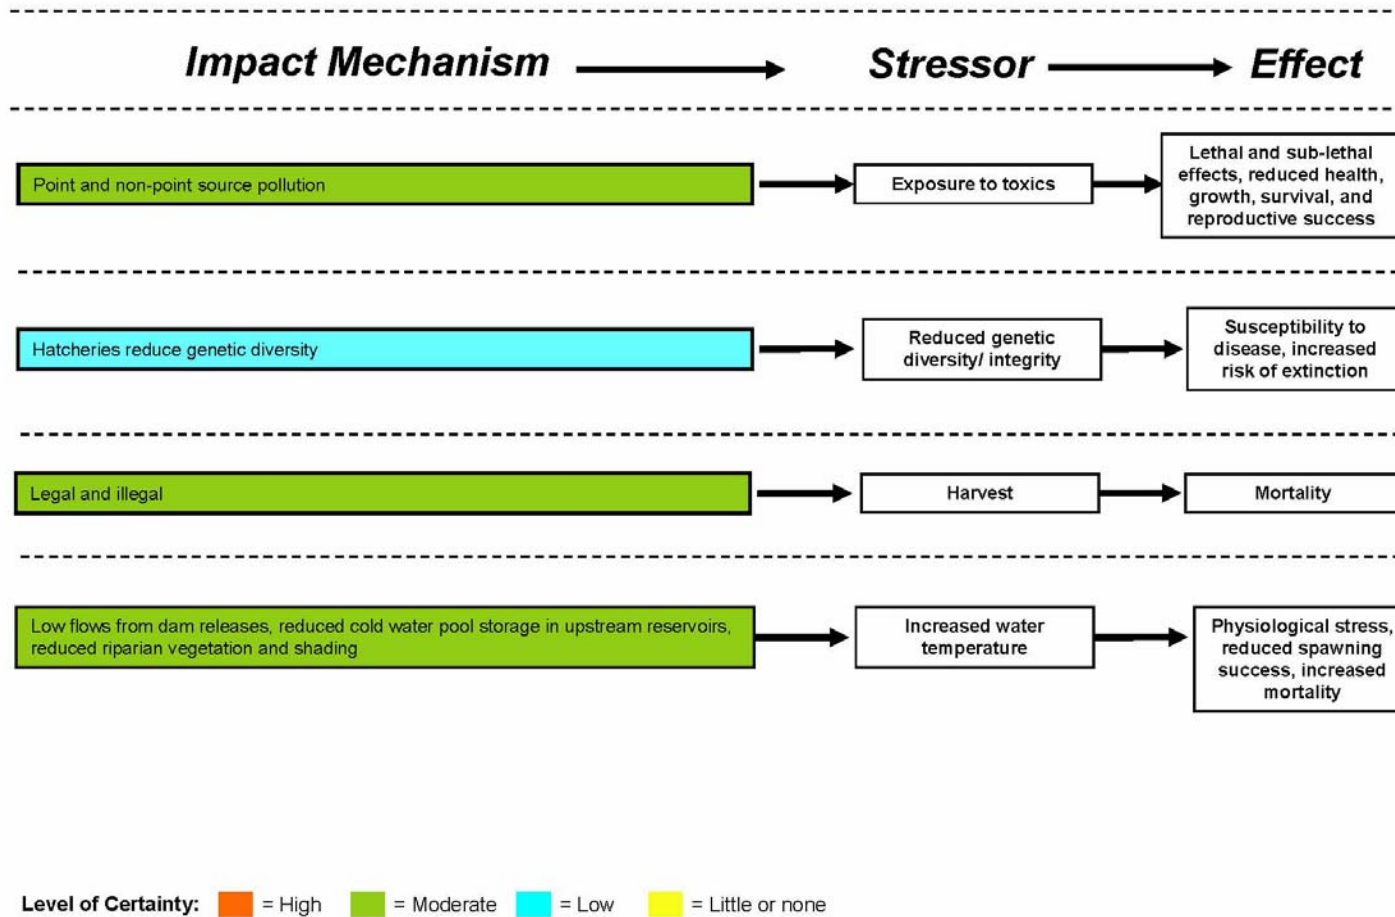 Impact Mechanism
Stressor
Effect
Point and non-point source pollution
Exposure to toxics
Lethal and sub-lethal
effects, reduced health,
growth, survival, and
reproductive success
Hatcheries reduce genetic diversity
Reduced genetic
diversity/ integrity
Susceptibility to
disease, increased
risk of extinction
Legal and illegal
Harvest
Mortality
Low flows from dam releases, reduced cold water pool storage in upstream reservoirs,
reduced riparian vegetation and shading
Increased water
temperature
Physiological stress,
reduced spawning
success, increased
mortality
Level of Certainty: = High = Moderate = Low = Little or none